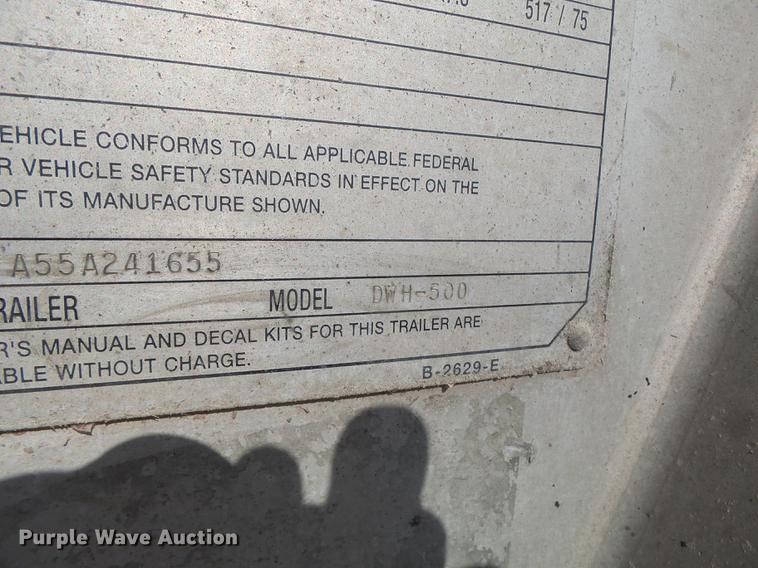 517 / 75
EHICLE CONFORMS TO ALL APPLICABLE FEDERAL
R VEHICLE SAFETY STANDARDS IN EFFECT ON THE
OF ITS MANUFACTURE SHOWN.
A55A241655
RAILER MODEL DWH-500
R'S MANUAL AND DECAL KITS FOR THIS TRAILER ARE
ABLE WITHOUT CHARGE.
B-2629-E
Purple Wave Auction